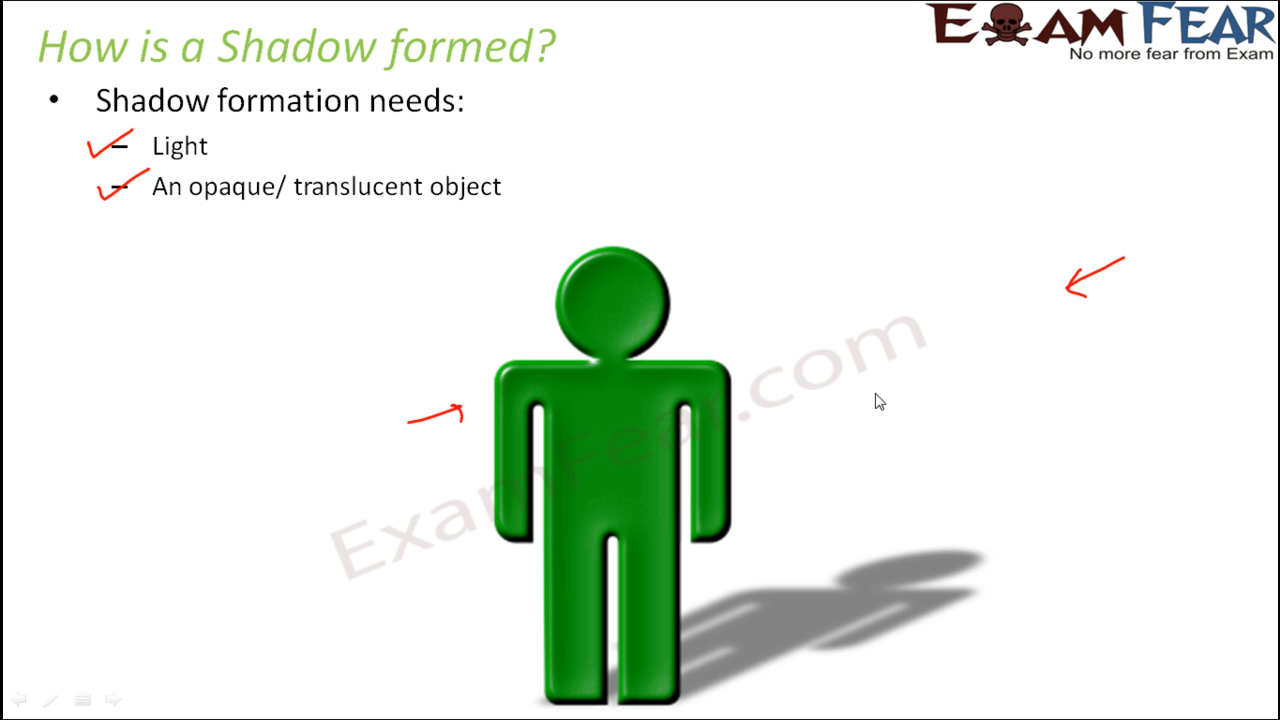 How is a Shadow formed?
EXAM FEAR
No more fear from Exam
• Shadow formation needs:
– Light
– An opaque/ translucent object
ExamFear.com